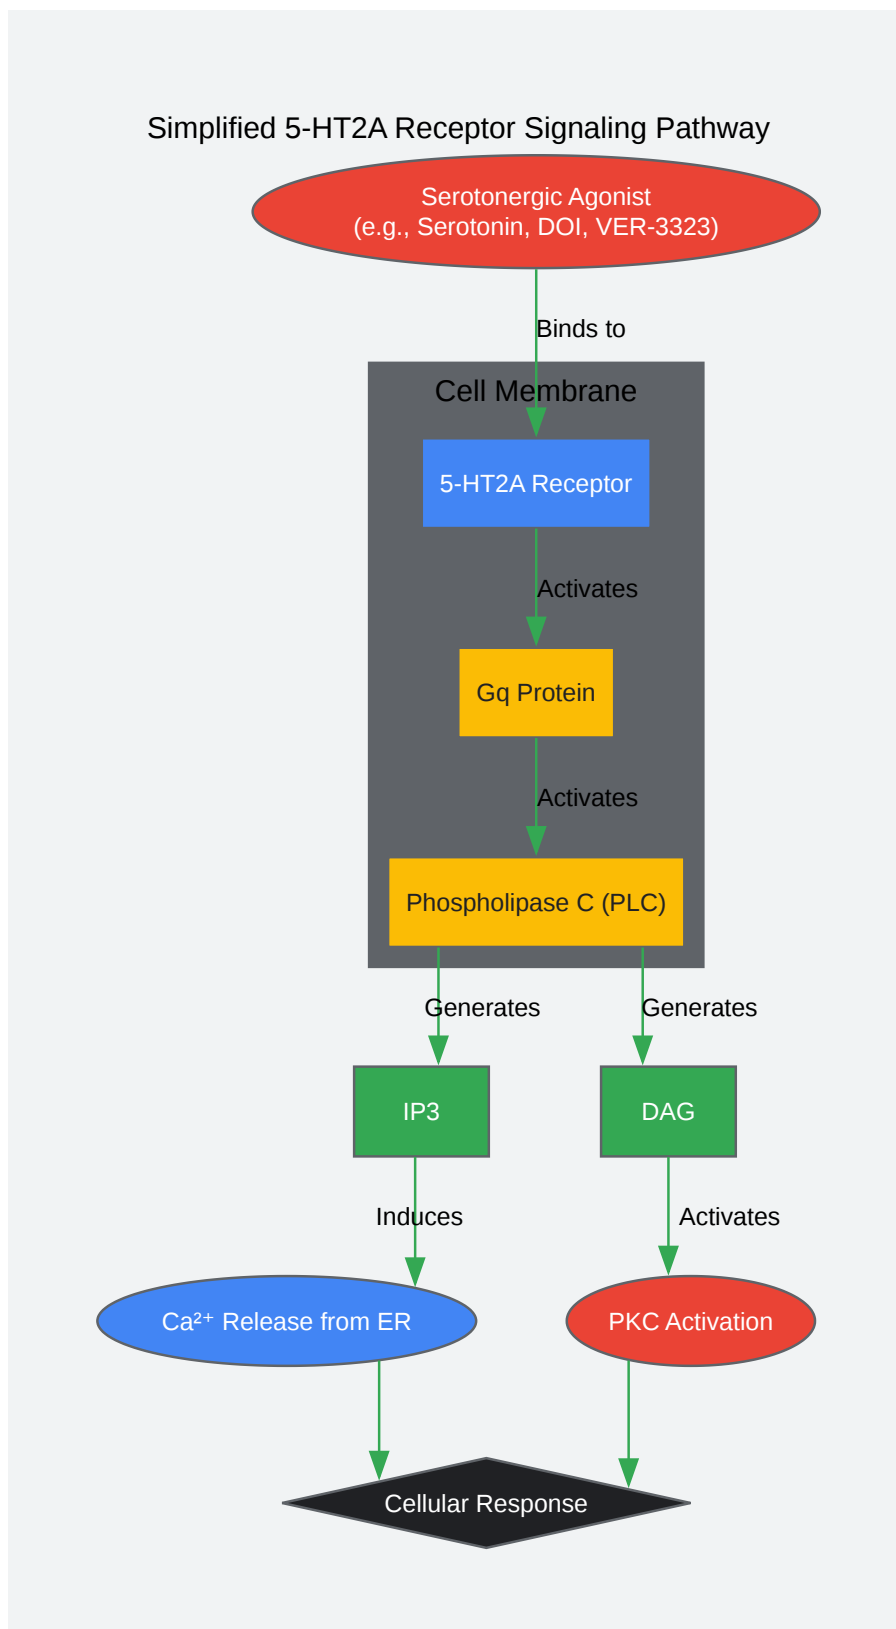 Simplified 5-HT2A Receptor Signaling Pathway
Serotonergic Agonist
(e.g., Serotonin, DOI, VER-3323)
Binds to
Cell Membrane
5-HT2A Receptor
Activates
Gq Protein
Activates
Phospholipase C (PLC)
Generates
Generates
IP3
DAG
Induces
Activates
Ca²⁺ Release from ER
PKC Activation
Cellular Response